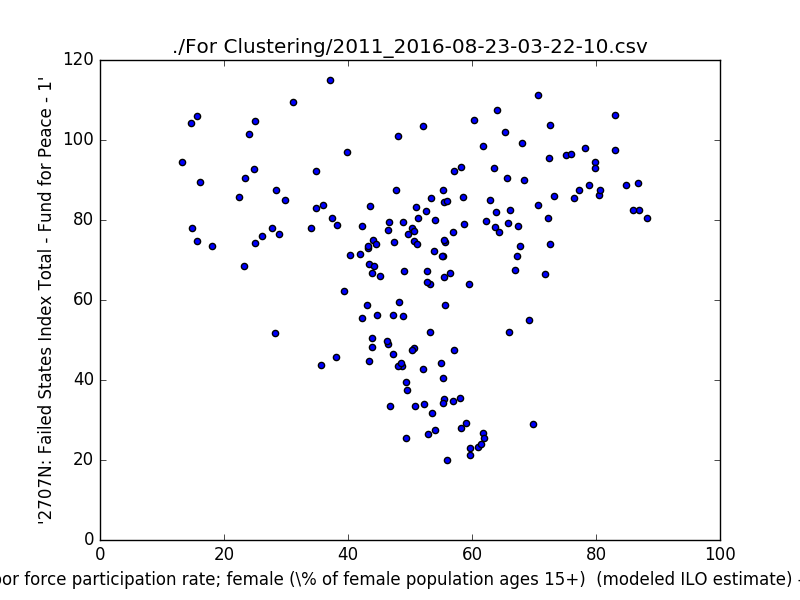 ./For Clustering/2011_2016-08-23-03-22-10.csv
'2707N: Failed States Index Total - Fund for Peace - 1'
120
100
80
60
40
20
0
0 20 40 60 80 100
force participation rate; female (\% of female population ages 15+) (modeled ILO estimate) -